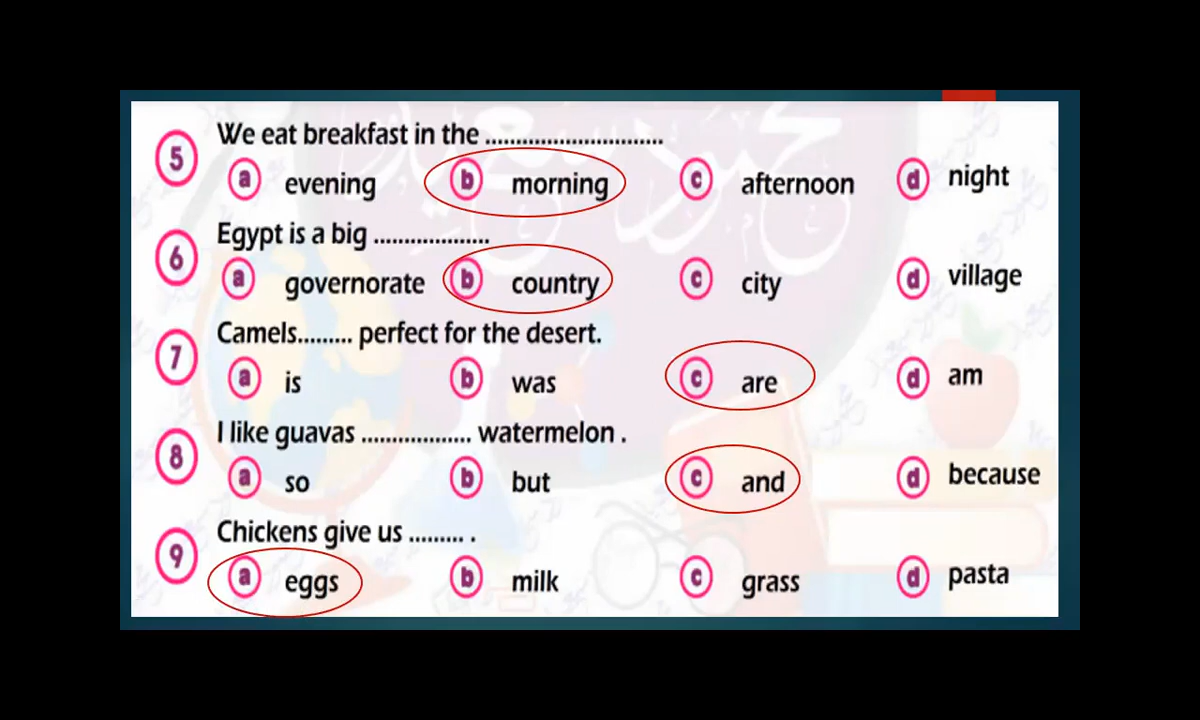 5 We eat breakfast in the .............................
a evening b morning c afternoon d night
6 Egypt is a big ...................
a governorate b country c city d village
7 Camels......... perfect for the desert.
a is b was c are d am
8 I like guavas .................. watermelon .
a so b but c and d because
9 Chickens give us ......... .
a eggs b milk c grass d pasta